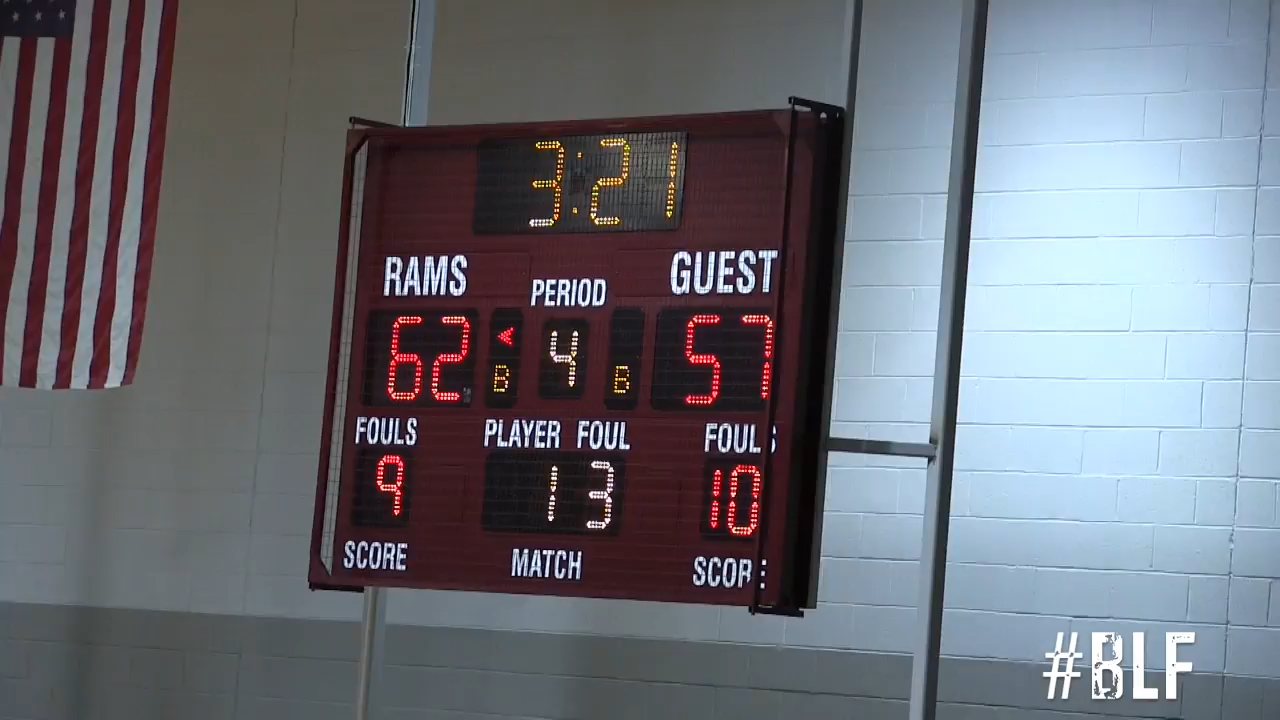 3:21
RAMS PERIOD GUEST
62 B 4 B 57
FOULS PLAYER FOUL FOULS
9 1 3 10
SCORE MATCH SCORE
#BLF